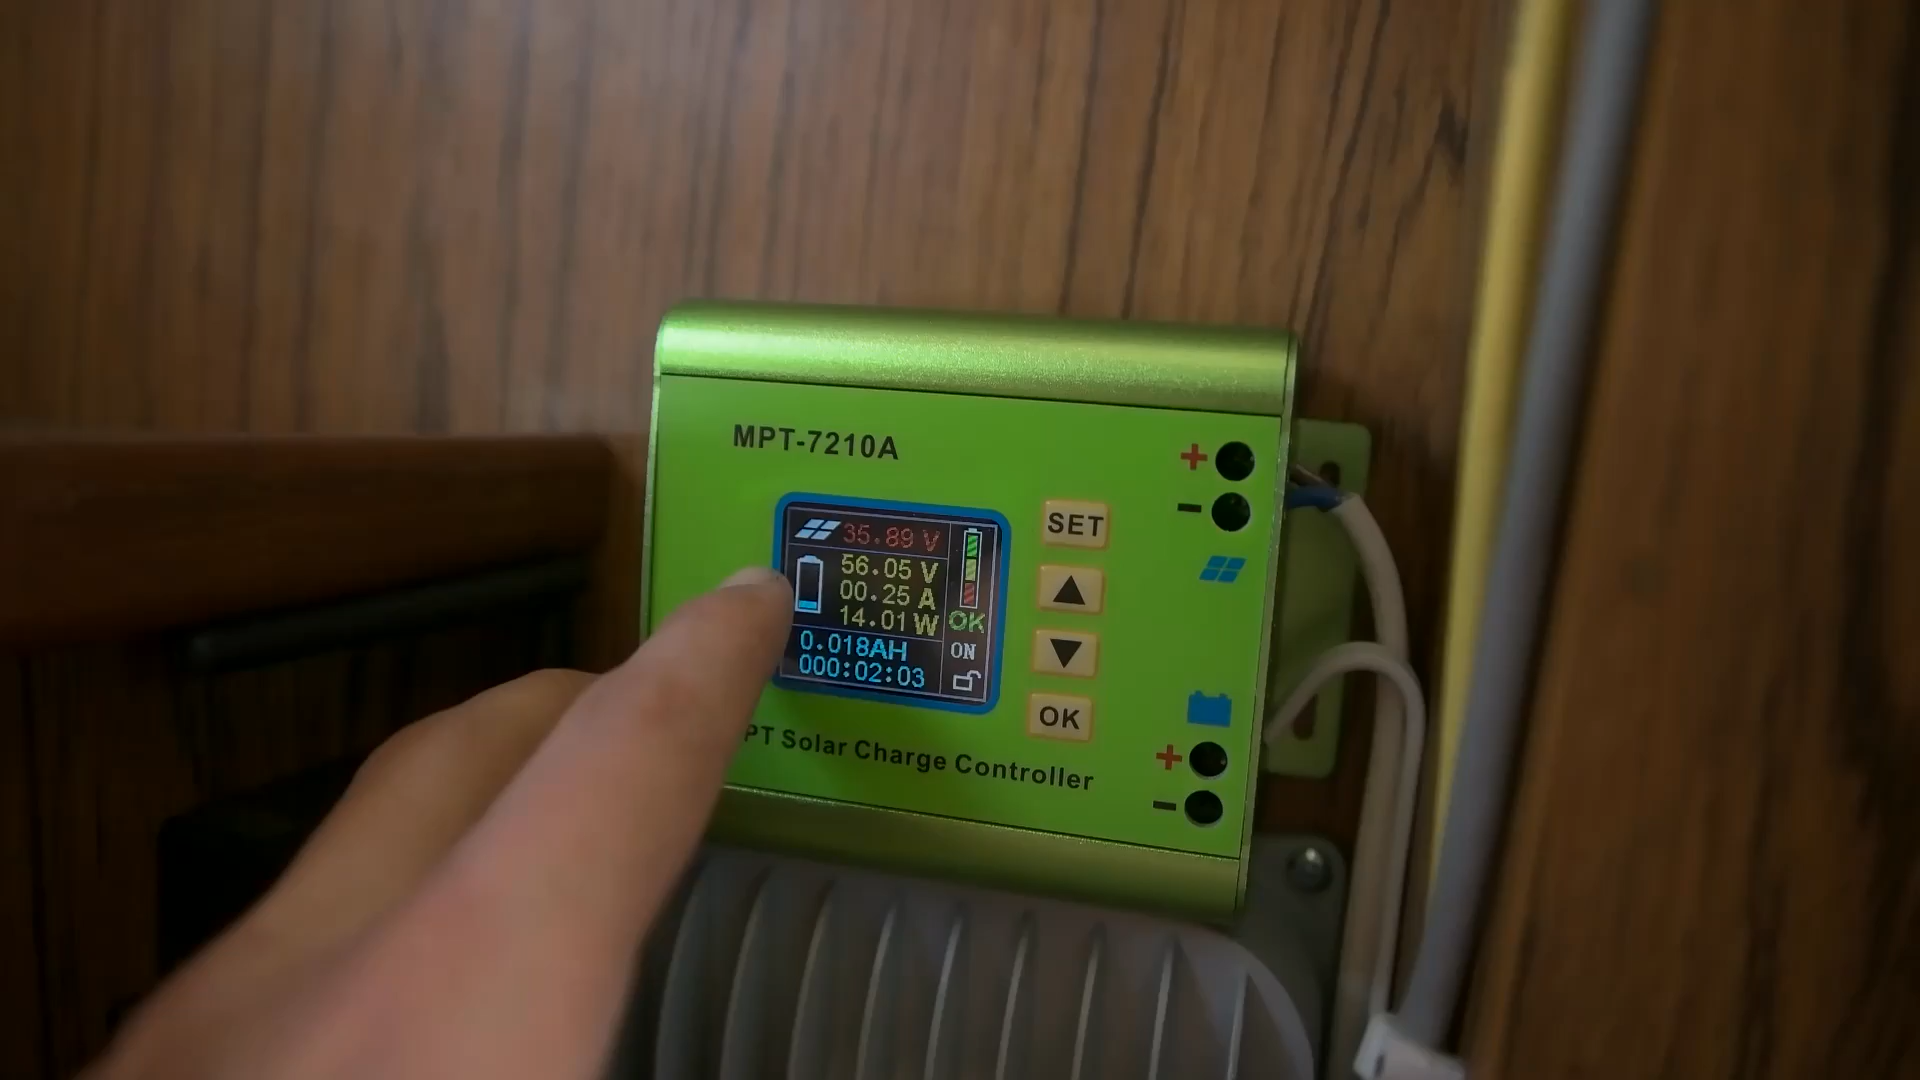 MPT-7210A
35.89 V
56.05 V
00.25 A
14.01 W
OK
0.018AH
ON
000:02:03
SET
OK
+
-
+
-
PT Solar Charge Controller